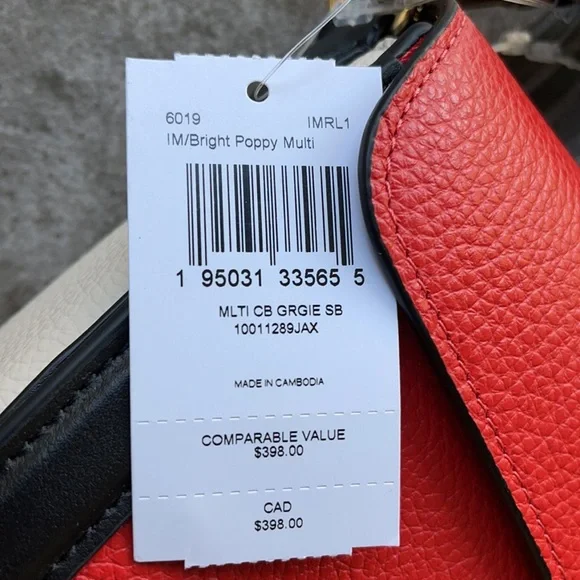 6019 IMRL1
IM/Bright Poppy Multi
1 95031 33565 5
MLTI CB GRGIE SB
10011289JAX
MADE IN CAMBODIA
COMPARABLE VALUE
$398.00
CAD
$398.00